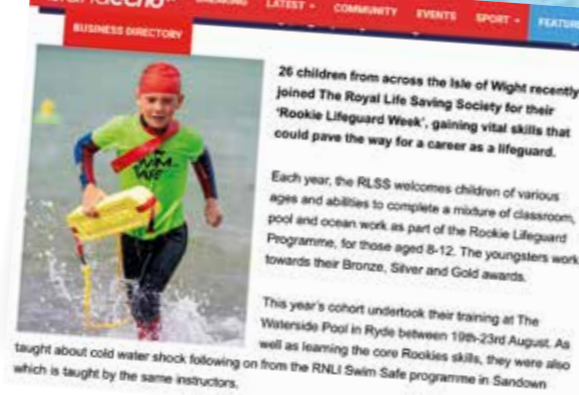 LATEST
COMMUNITY
EVENTS
SPORT
BUSINESS DIRECTORY
SWIM
SAFE
26 children from across the Isle of Wight recently
joined The Royal Life Saving Society for their
‘Rookie Lifeguard Week’, gaining vital skills that
could pave the way for a career as a lifeguard.
Each year, the RLSS welcomes children of various
ages and abilities to complete a mixture of classroom,
pool and ocean work as part of the Rookie Lifeguard
Programme, for those aged 8-12. The youngsters work
towards their Bronze, Silver and Gold awards.
This year's cohort undertook their training at The
Waterside Pool in Ryde between 19th-23rd August. As
well as learning the core Rookies skills, they were also
taught about cold water shock following on from the RNLI Swim Safe programme in Sandown
which is taught by the same instructors.